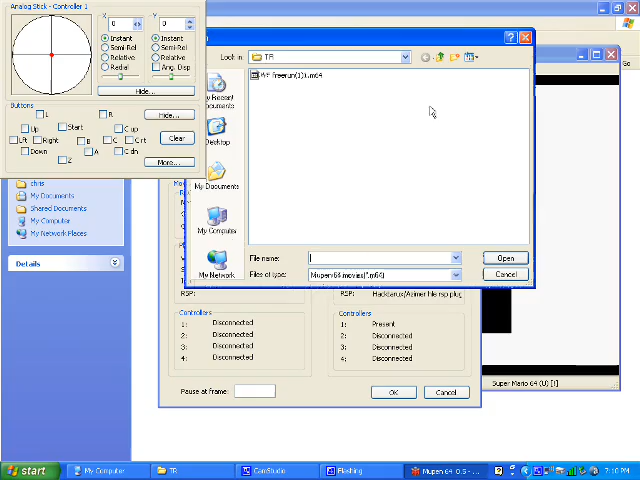 Analog Stick - Controller 1
X
0
Y
0
Instant
Semi-Rel
Relative
Radial
Instant
Semi-Rel
Relative
Ang. Disp
Hide...
Buttons
L
R
Hide...
Up
Start
C up
Lft
Right
B
C
C rt
Clear
Down
A
C dn
Z
More...
Look in:
TR
freerun(1)\.m64
My Recent
Documents
Desktop
My Documents
My Computer
My Network
File name:
Open
Files of type:
Mupen64 movies(*.m64)
Cancel
chris
My Documents
Shared Documents
My Computer
My Network Places
Details
RSP:
RSP:
Hacktarux/Azimer hle rsp plug
Controllers
1:
Disconnected
2:
Disconnected
3:
Disconnected
4:
Disconnected
Controllers
1:
Present
2:
Disconnected
3:
Disconnected
4:
Disconnected
Pause at frame:
OK
Cancel
Super Mario 64 (U) [!]
start
My Computer
TR
CamStudio
Flashing
Mupen 64 0.5 -
7:10 PM